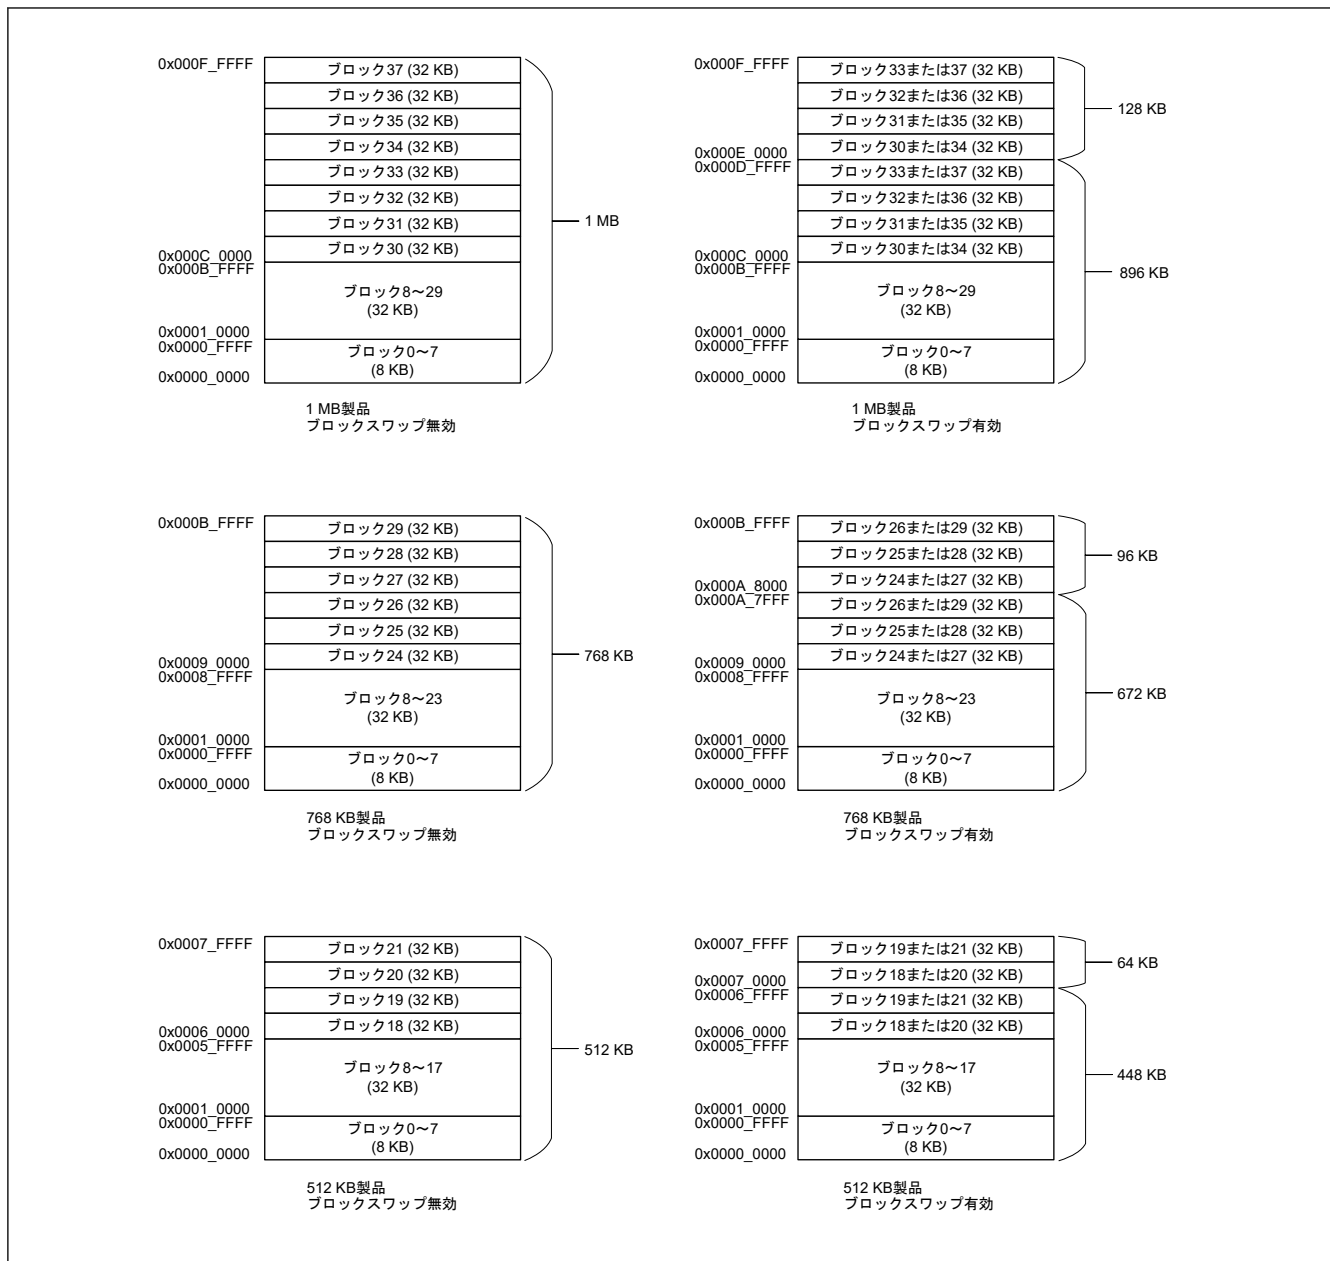 0x000F_FFFF
ブロック37 (32 KB)
ブロック36 (32 KB)
ブロック35 (32 KB)
ブロック34 (32 KB)
ブロック33 (32 KB)
ブロック32 (32 KB)
ブロック31 (32 KB)
ブロック30 (32 KB)
0x000C_0000
0x000B_FFFF
ブロック8～29
(32 KB)
0x0001_0000
0x0000_FFFF
ブロック0～7
(8 KB)
0x0000_0000
1 MB
1 MB製品
ブロックスワップ無効
0x000F_FFFF
ブロック33または37 (32 KB)
ブロック32または36 (32 KB)
ブロック31または35 (32 KB)
ブロック30または34 (32 KB)
128 KB
0x000E_0000
0x000D_FFFF
ブロック33または37 (32 KB)
ブロック32または36 (32 KB)
ブロック31または35 (32 KB)
ブロック30または34 (32 KB)
0x000C_0000
0x000B_FFFF
ブロック8～29
(32 KB)
896 KB
0x0001_0000
0x0000_FFFF
ブロック0～7
(8 KB)
0x0000_0000
1 MB製品
ブロックスワップ有効
0x000B_FFFF
ブロック29 (32 KB)
ブロック28 (32 KB)
ブロック27 (32 KB)
ブロック26 (32 KB)
ブロック25 (32 KB)
ブロック24 (32 KB)
0x0009_0000
0x0008_FFFF
768 KB
ブロック8～23
(32 KB)
0x0001_0000
0x0000_FFFF
ブロック0～7
(8 KB)
0x0000_0000
768 KB製品
ブロックスワップ無効
0x000B_FFFF
ブロック26または29 (32 KB)
ブロック25または28 (32 KB)
ブロック24または27 (32 KB)
96 KB
0x000A_8000
0x000A_7FFF
ブロック26または29 (32 KB)
ブロック25または28 (32 KB)
ブロック24または27 (32 KB)
0x0009_0000
0x0008_FFFF
672 KB
ブロック8～23
(32 KB)
0x0001_0000
0x0000_FFFF
ブロック0～7
(8 KB)
0x0000_0000
768 KB製品
ブロックスワップ有効
0x0007_FFFF
ブロック21 (32 KB)
ブロック20 (32 KB)
ブロック19 (32 KB)
ブロック18 (32 KB)
0x0006_0000
0x0005_FFFF
512 KB
ブロック8～17
(32 KB)
0x0001_0000
0x0000_FFFF
ブロック0～7
(8 KB)
0x0000_0000
512 KB製品
ブロックスワップ無効
0x0007_FFFF
ブロック19または21 (32 KB)
ブロック18または20 (32 KB)
64 KB
0x0007_0000
0x0006_FFFF
ブロック19または21 (32 KB)
ブロック18または20 (32 KB)
0x0006_0000
0x0005_FFFF
ブロック8～17
(32 KB)
448 KB
0x0001_0000
0x0000_FFFF
ブロック0～7
(8 KB)
0x0000_0000
512 KB製品
ブロックスワップ有効